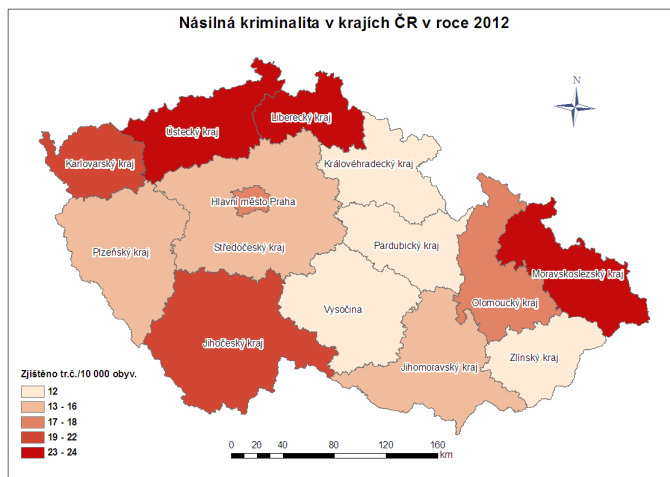 Násilná kriminalita v krajích ČR v roce 2012
N
Ústecký kraj
Liberecký kraj
Karlovarský kraj
Královéhradecký kraj
Hlavní město Praha
Plzeňský kraj
Středočeský kraj
Pardubický kraj
Moravskoslezský kraj
Olomoucký kraj
Vysočina
Jihočeský kraj
Jihomoravský kraj
Zlínský kraj
Zjištěno tr.č./10 000 obyv.
12
13 - 16
17 - 18
19 - 22
23 - 24
0 20 40 80 120 160
km